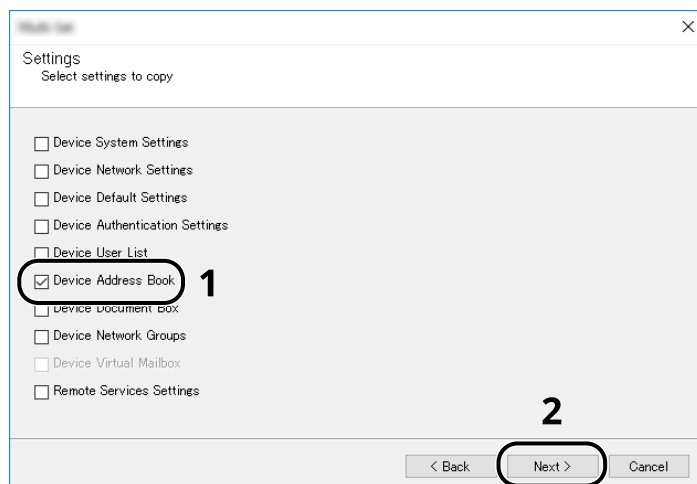 Settings
Select settings to copy
Device System Settings
Device Network Settings
Device Default Settings
Device Authentication Settings
Device User List
Device Address Book 1
Device Document Box
Device Network Groups
Device Virtual Mailbox
Remote Services Settings
2
< Back Next > Cancel